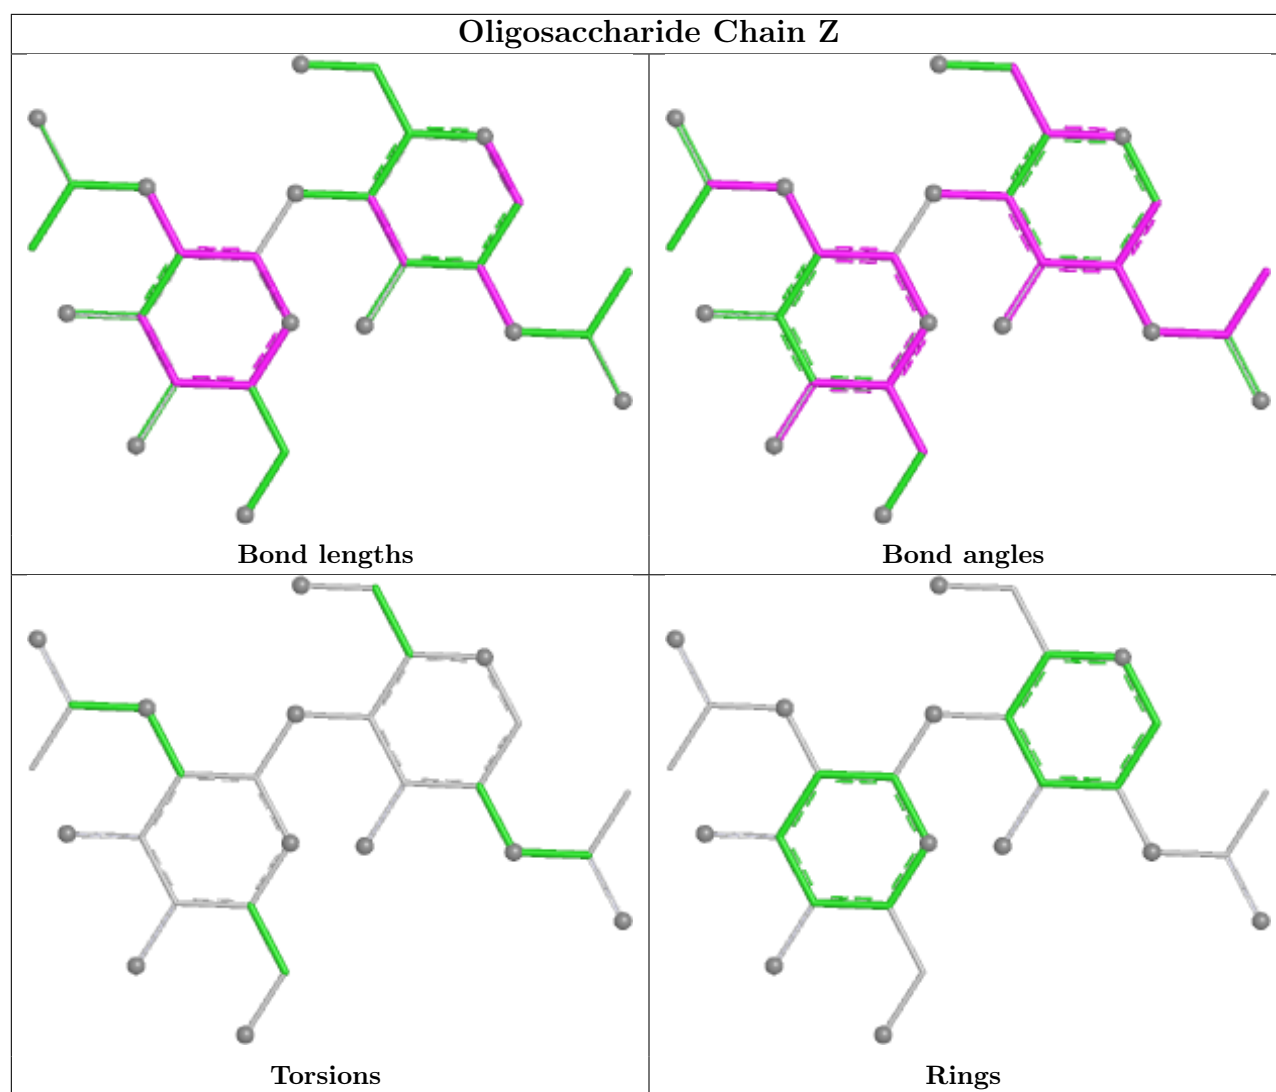 Oligosaccharide Chain Z
Bond lengths
Bond angles
Torsions
Rings